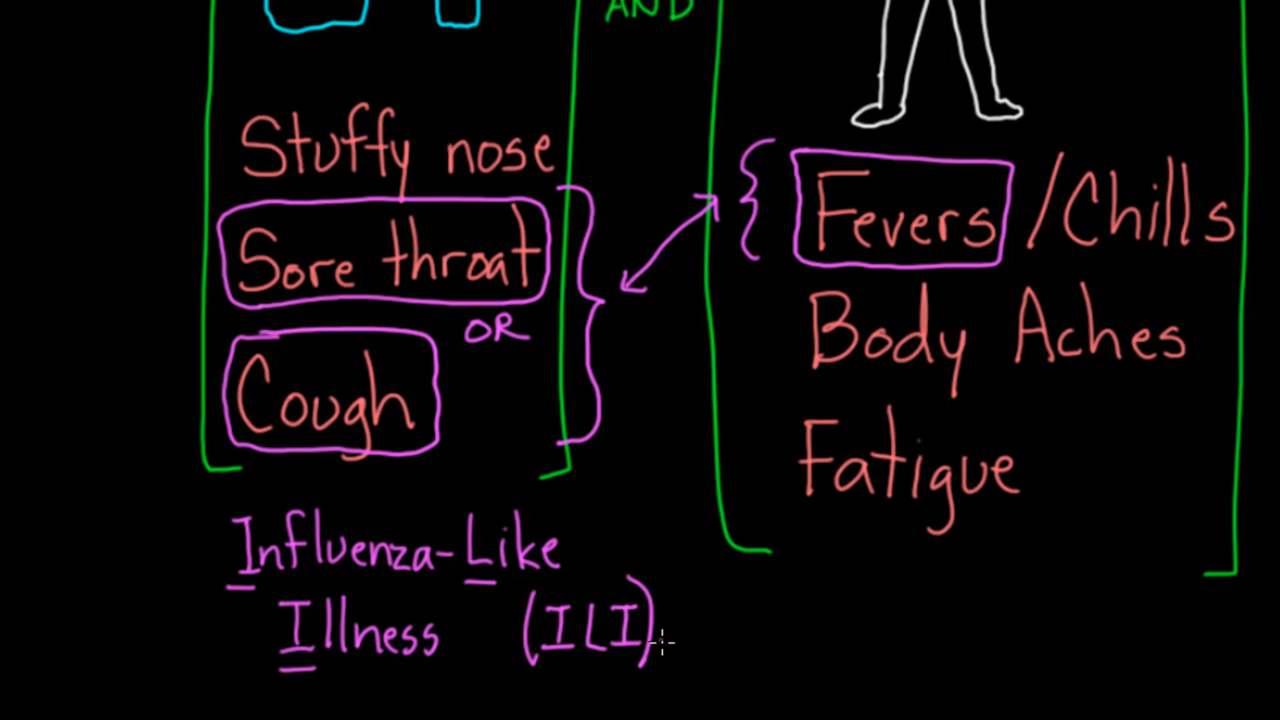 AND
Stuffy nose
Sore throat
OR
Cough
Fevers/Chills
Body Aches
Fatigue
Influenza-Like
Illness (ILI)